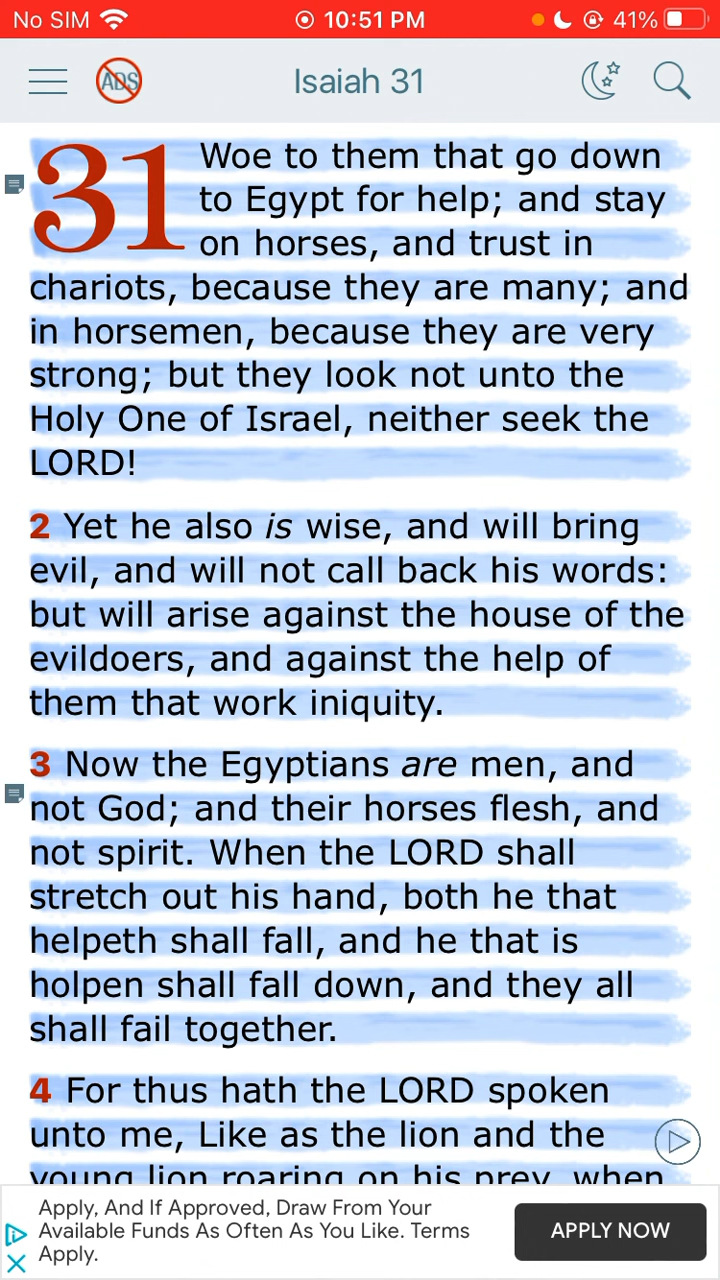 No SIM 10:51 PM 41%
ADS Isaiah 31
31 Woe to them that go down
to Egypt for help; and stay
on horses, and trust in
chariots, because they are many; and
in horsemen, because they are very
strong; but they look not unto the
Holy One of Israel, neither seek the
LORD!
2 Yet he also is wise, and will bring
evil, and will not call back his words:
but will arise against the house of the
evildoers, and against the help of
them that work iniquity.
3 Now the Egyptians are men, and
not God; and their horses flesh, and
not spirit. When the LORD shall
stretch out his hand, both he that
helpeth shall fall, and he that is
holpen shall fall down, and they all
shall fail together.
4 For thus hath the LORD spoken
unto me, Like as the lion and the
young lion roaring on his prey, when
Apply, And If Approved, Draw From Your
Available Funds As Often As You Like. Terms
Apply.
APPLY NOW